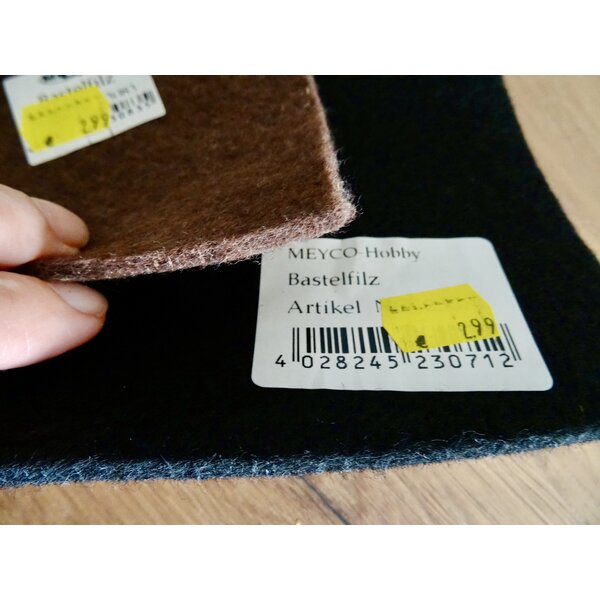 Bastelfilz
€ 2.99
MEYCO-Hobby
Bastelfilz
Artikel N
€ 2.99
4 028245 230712